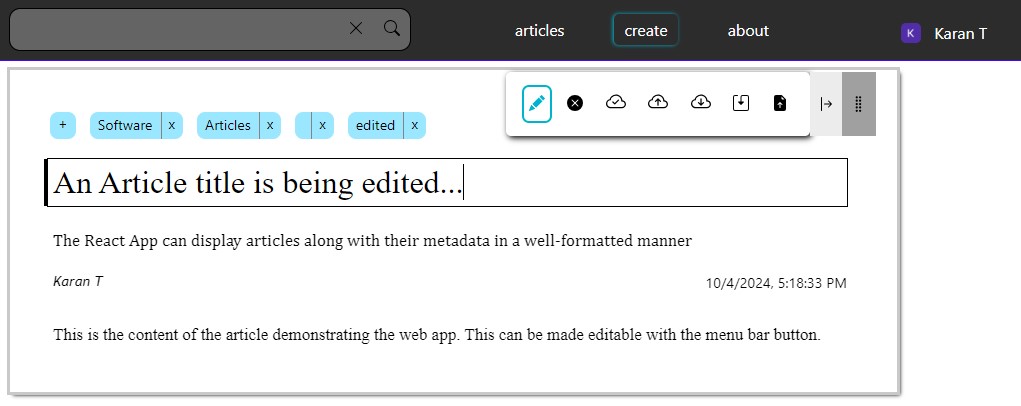 articles create about K Karan T
+ Software x Articles x x edited x
An Article title is being edited...
The React App can display articles along with their metadata in a well-formatted manner
Karan T 10/4/2024, 5:18:33 PM
This is the content of the article demonstrating the web app. This can be made editable with the menu bar button.